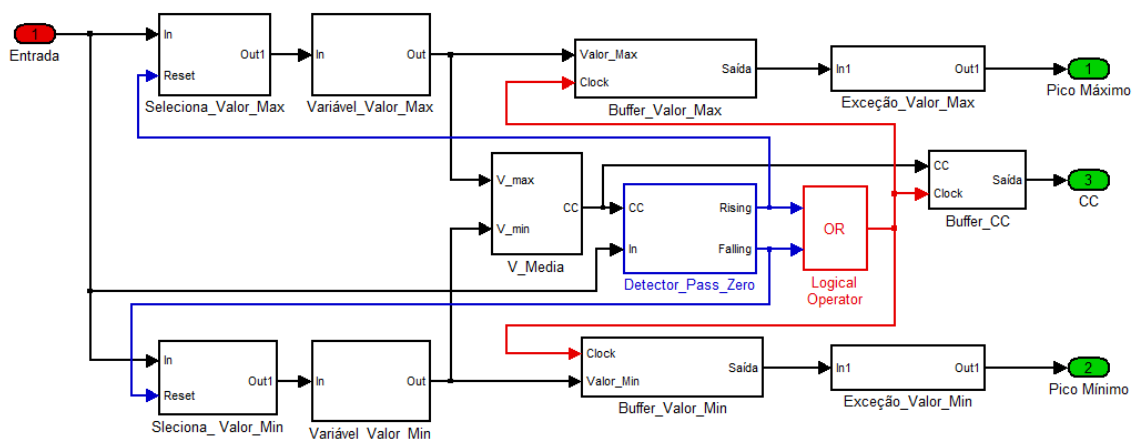 1
Entrada
In
Reset
Out1
Seleciona_Valor_Max
In
Out
Variável_Valor_Max
Valor_Max
Clock
Saída
Buffer_Valor_Max
In1
Out1
Exceção_Valor_Max
1
Pico Máximo
V_max
V_min
CC
V_Media
CC
In
Rising
Falling
Detector_Pass_Zero
OR
Logical
Operator
CC
Clock
Saída
Buffer_CC
3
CC
In
Reset
Out1
Sleciona_ Valor_Min
In
Out
Variável_Valor_Min
Clock
Valor_Min
Saída
Buffer_Valor_Min
In1
Out1
Exceção_Valor_Min
2
Pico Mínimo